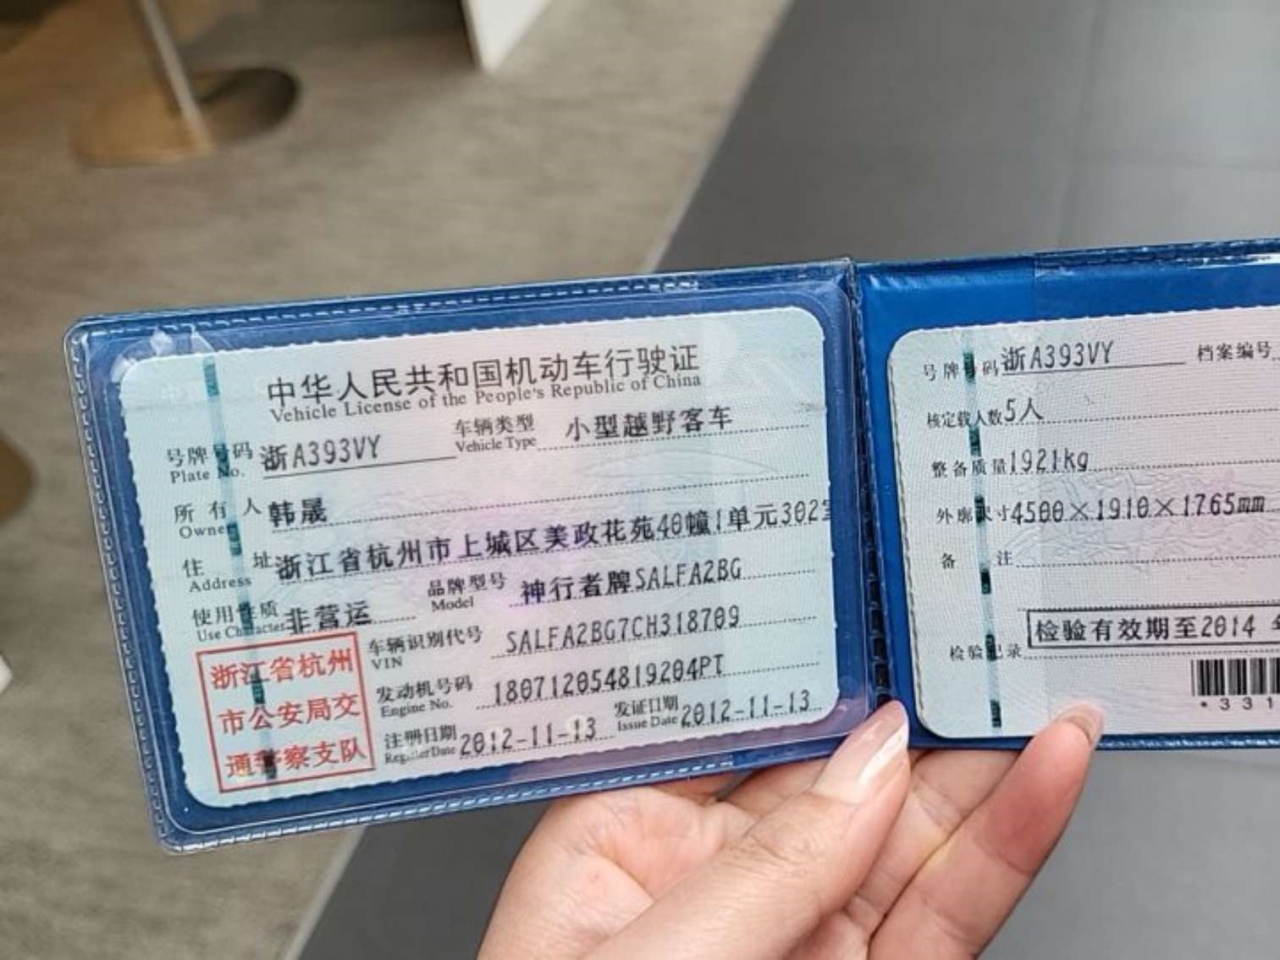 中华人民共和国机动车行驶证
Vehicle License of the People's Republic of China
号牌号码 浙A393VY 车辆类型 小型越野客车
Plate No. Vehicle Type
所有人 韩晟
Owner
住址 浙江省杭州市上城区美政花苑40幢1单元302
Address
使用性质 非营运 品牌型号 神行者牌SALFA2BG
Use Character Model
车辆识别代号 SALFA2BG7CH318709
VIN
发动机号码 180712054819204PT
Engine No.
注册日期 2012-11-13 发证日期 2012-11-13
Register Date Issue Date
浙江省杭州
市公安局交
通警察支队
号牌号码 浙A393VY 档案编号
核定载人数 5人
整备质量 1921kg
外廓尺寸 4500×1910×1765mm
备注
检验记录 检验有效期至2014 年
*331